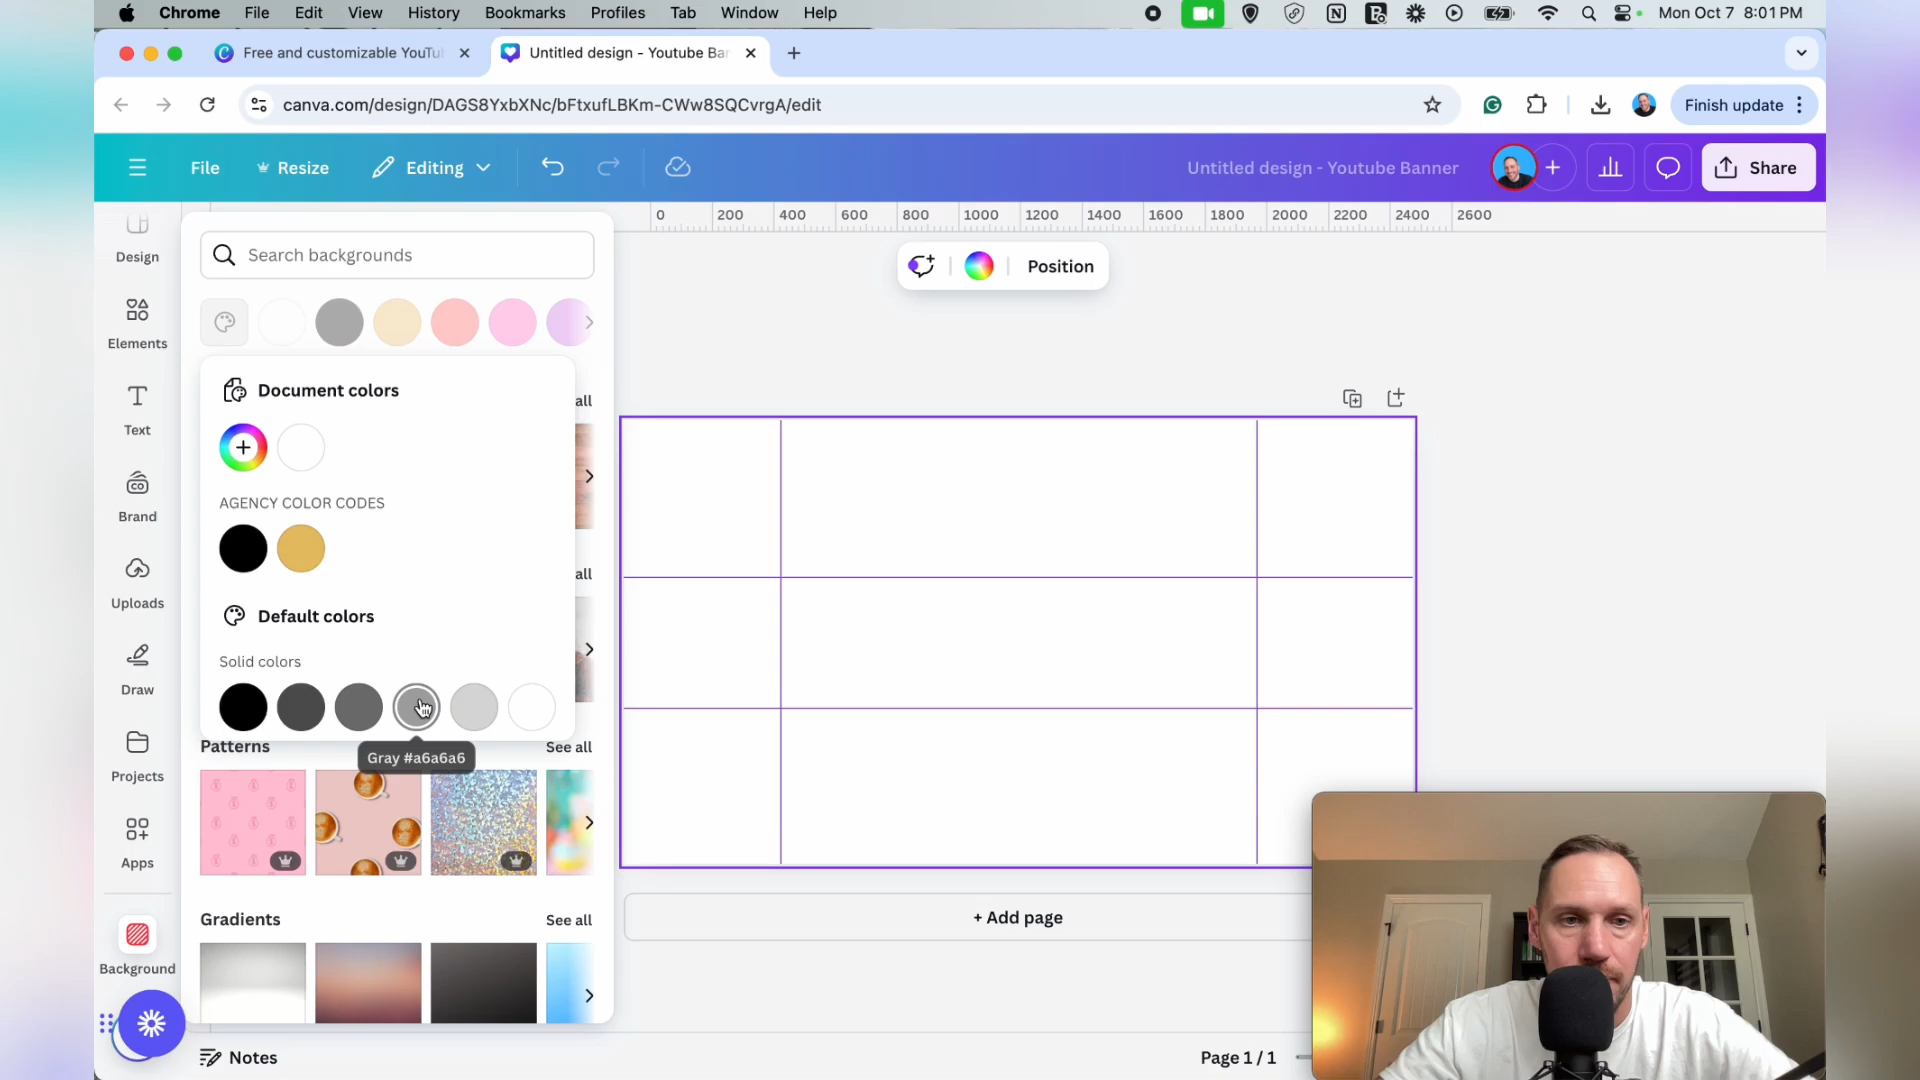 Chrome File Edit View History Bookmarks Profiles Tab Window Help Mon Oct 7 8:01 PM
Free and customizable YouTu
Untitled design - Youtube Ba
canva.com/design/DAGS8YxbXNc/bFtxufLBKm-CWw8SQCvrgA/edit
Finish update
File Resize Editing Untitled design - Youtube Banner Share
0 200 400 600 800 1000 1200 1400 1600 1800 2000 2200 2400 2600
Design
Elements
Text
Brand
Uploads
Draw
Projects
Apps
Background
Search backgrounds
Position
Document colors
all
AGENCY COLOR CODES
all
Default colors
Solid colors
Gray #a6a6a6
Patterns See all
Gradients See all
+ Add page
Notes
Page 1 / 1